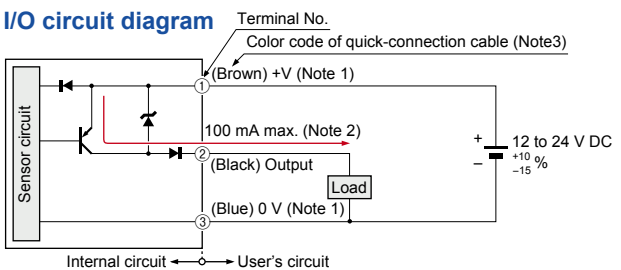 I/O circuit diagram
Terminal No.
Color code of quick-connection cable (Note3)
(Brown) +V (Note 1)
1
Sensor circuit
100 mA max. (Note 2)
2
(Black) Output
Load
+
−
12 to 24 V DC
+10
−15 %
(Blue) 0 V (Note 1)
3
Internal circuit
User's circuit